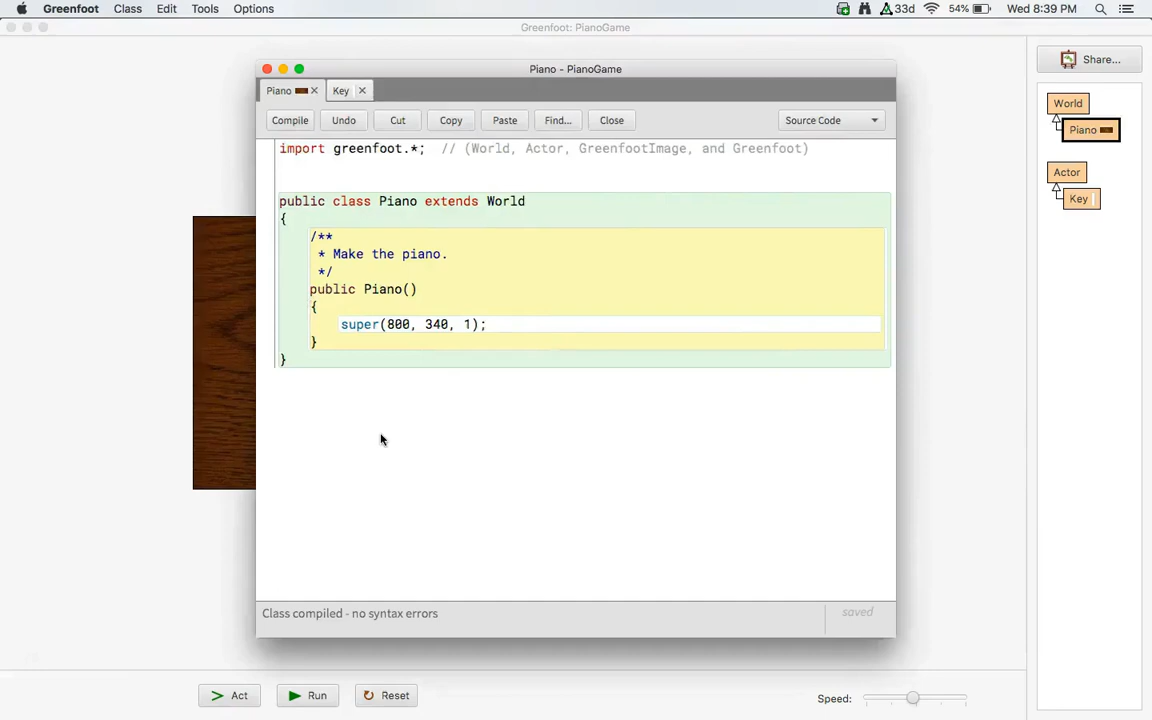 Greenfoot Class Edit Tools Options 33d 54% Wed 8:39 PM
Greenfoot: PianoGame
Piano - PianoGame
Piano Key
Compile Undo Cut Copy Paste Find... Close Source Code
import greenfoot.*; // (World, Actor, GreenfootImage, and Greenfoot)
public class Piano extends World
{
/**
* Make the piano.
*/
public Piano()
{
super(800, 340, 1);
}
}
Class compiled - no syntax errors
saved
Share...
World
Piano
Actor
Key
Act Run Reset Speed: